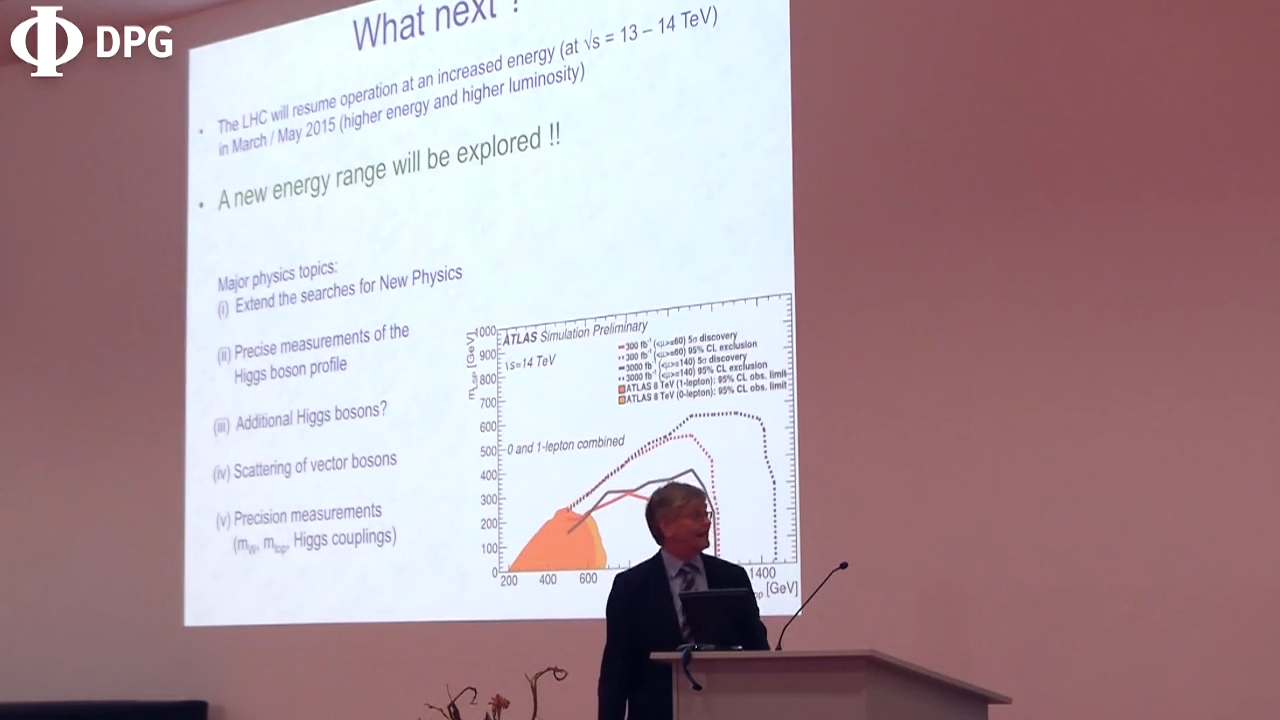 DPG
What next ?
• The LHC will resume operation at an increased energy (at √s = 13 – 14 TeV)
in March / May 2015 (higher energy and higher luminosity)
• A new energy range will be explored !!
Major physics topics:
(i) Extend the searches for New Physics
(ii) Precise measurements of the
Higgs boson profile
(iii) Additional Higgs bosons?
(iv) Scattering of vector bosons
(v) Precision measurements
(mW, mtop, Higgs couplings)
ATLAS Simulation Preliminary
√s=14 TeV
300 fb-1 (<μ>=60) 5σ discovery
300 fb-1 (<μ>=60) 95% CL exclusion
3000 fb-1 (<μ>=140) 5σ discovery
3000 fb-1 (<μ>=140) 95% CL exclusion
ATLAS 8 TeV (1-lepton): 95% CL obs. limit
ATLAS 8 TeV (0-lepton): 95% CL obs. limit
0 and 1-lepton combined
[GeV]
1000
900
800
700
600
500
400
300
200
100
0
200 400 600 1400
[GeV]